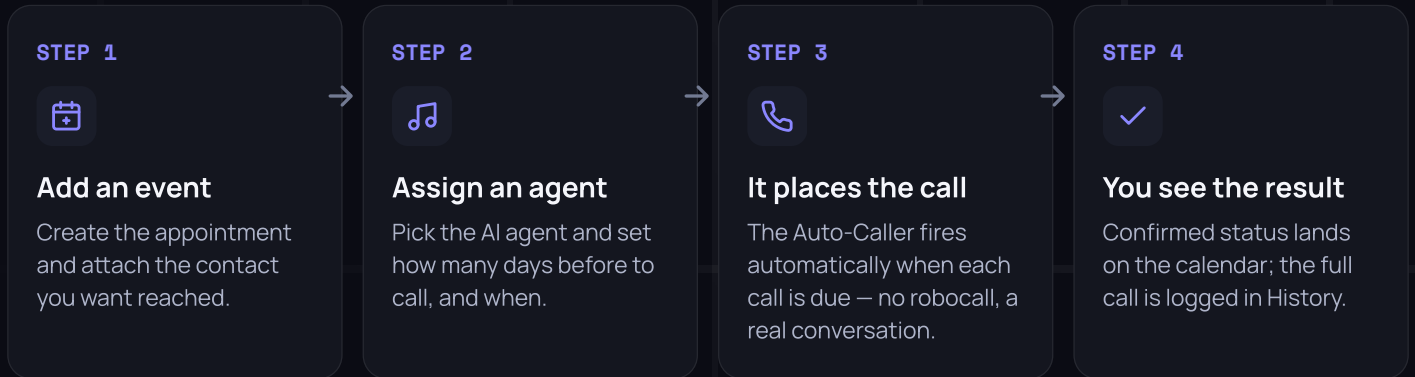 STEP 1
Add an event
Create the appointment
and attach the contact
you want reached.
STEP 2
Assign an agent
Pick the AI agent and set
how many days before to
call, and when.
STEP 3
It places the call
The Auto-Caller fires
automatically when each
call is due — no robocall, a
real conversation.
STEP 4
You see the result
Confirmed status lands
on the calendar; the full
call is logged in History.